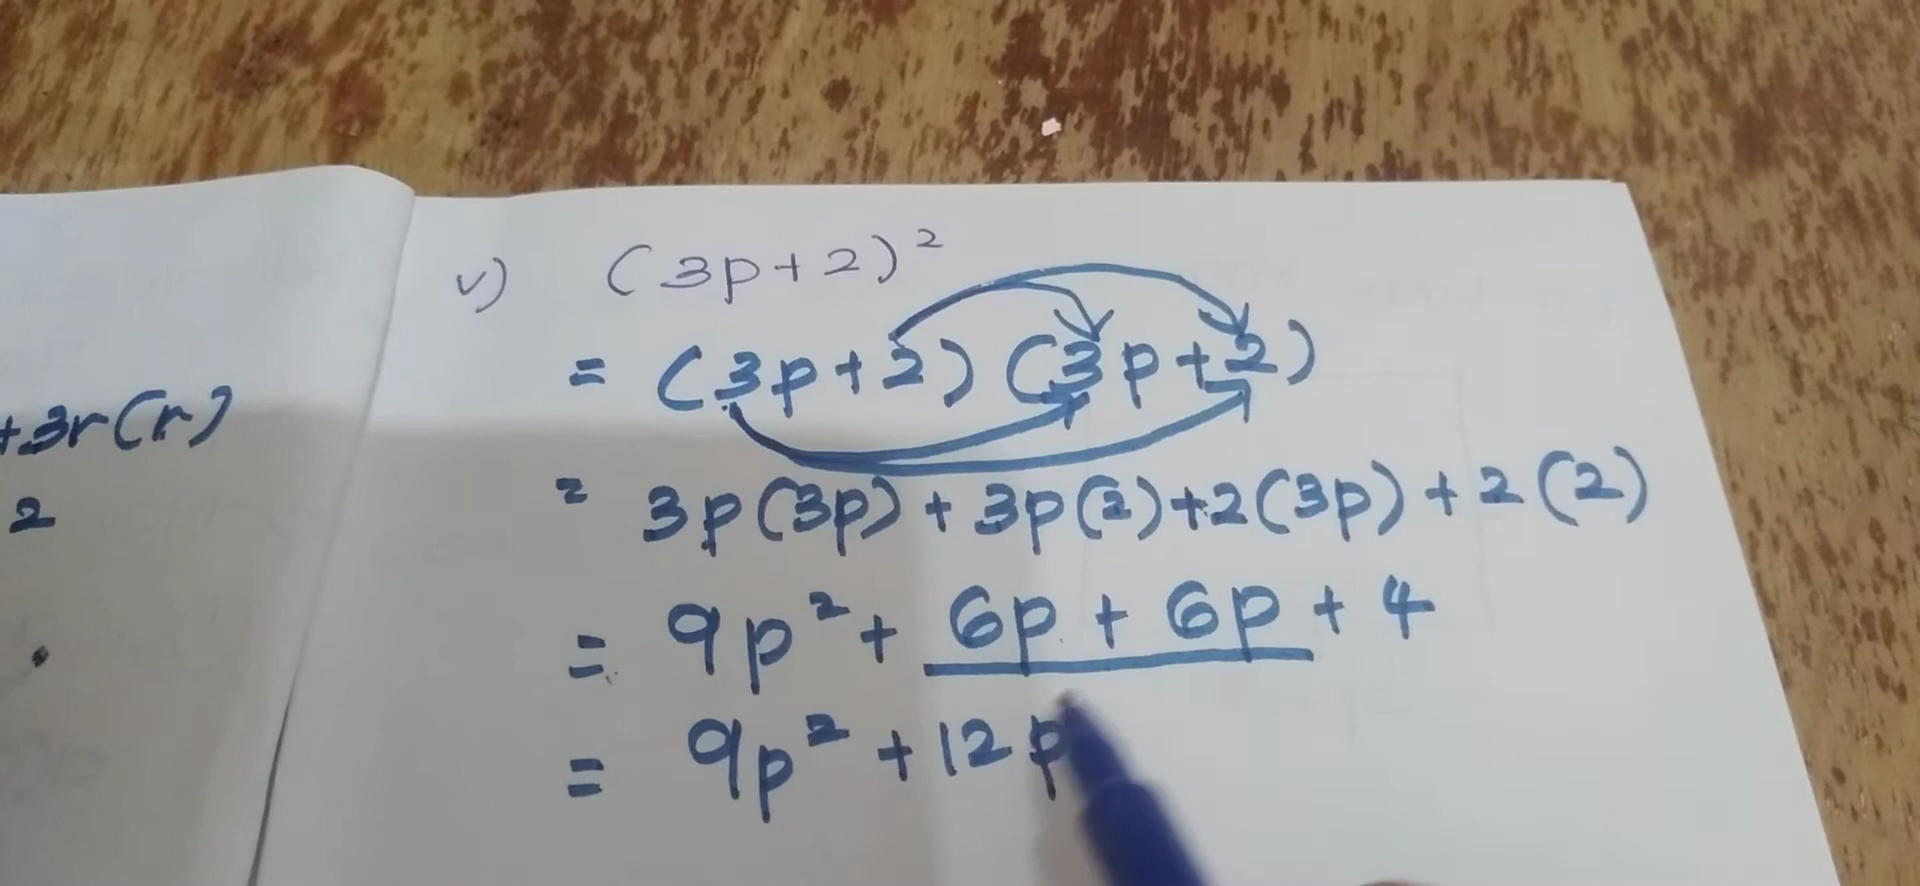 +3r(r)
2
v) (3p+2)²
= (3p+2)(3p+2)
= 3p(3p) + 3p(2)+2(3p) + 2(2)
= 9p² + 6p + 6p + 4
= 9p² + 12p